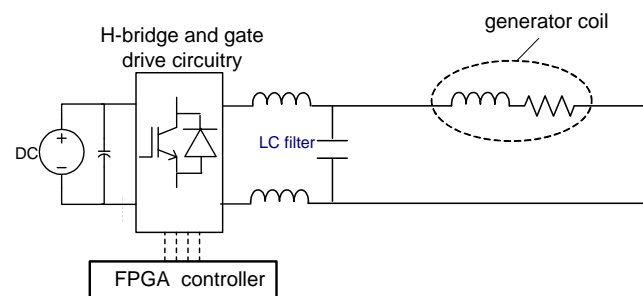 generator coil
H-bridge and gate
drive circuitry
LC filter
DC
+
−
FPGA controller